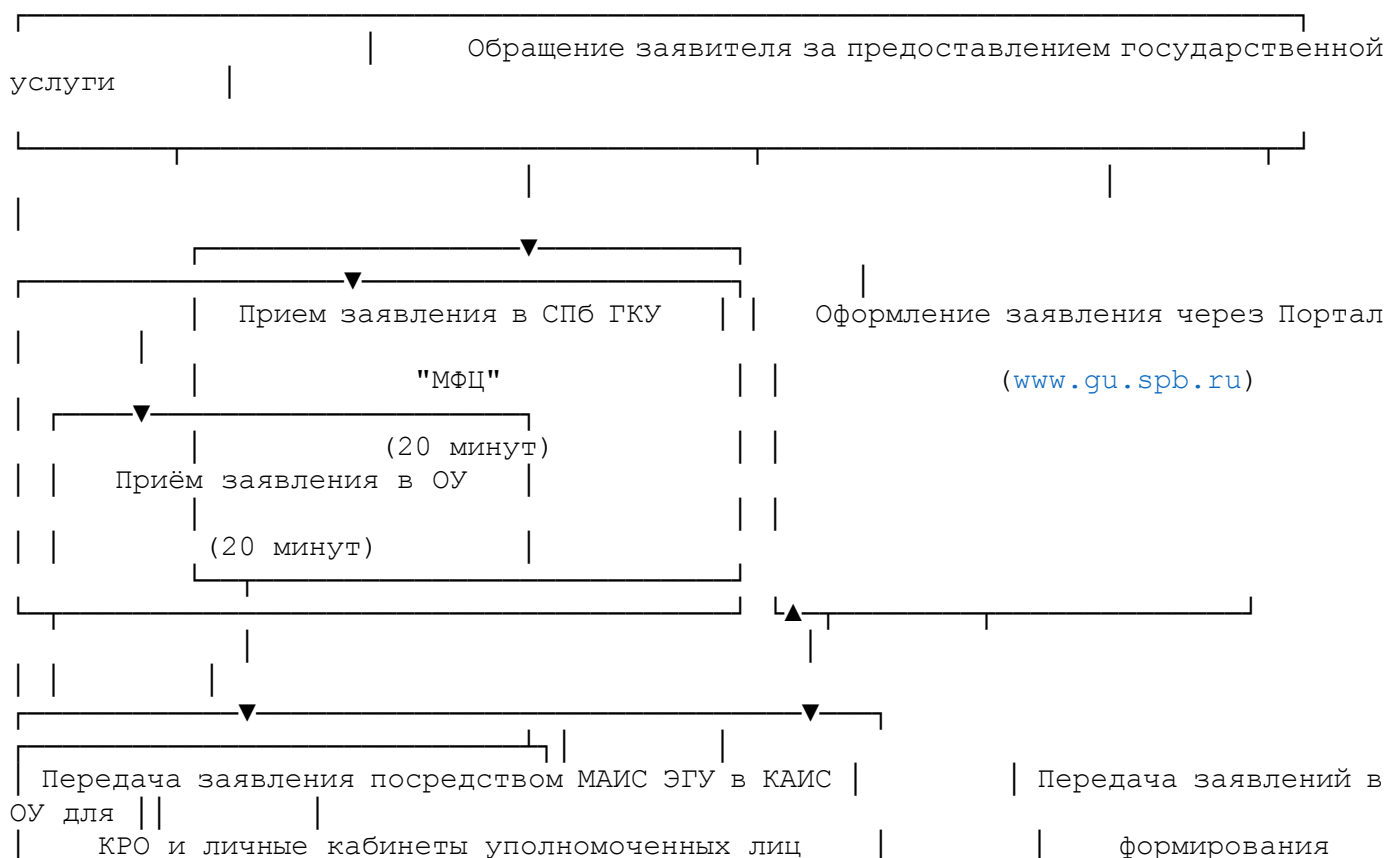 Обращение заявителя за предоставлением государственной
услуги
Прием заявления в СПб ГКУ Оформление заявления через Портал
"МФЦ" (www.gu.spb.ru)
(20 минут)
Приём заявления в ОУ
(20 минут)
Передача заявления посредством МАИС ЭГУ в КАИС Передача заявлений в
ОУ для
КРО и личные кабинеты уполномоченных лиц формирования